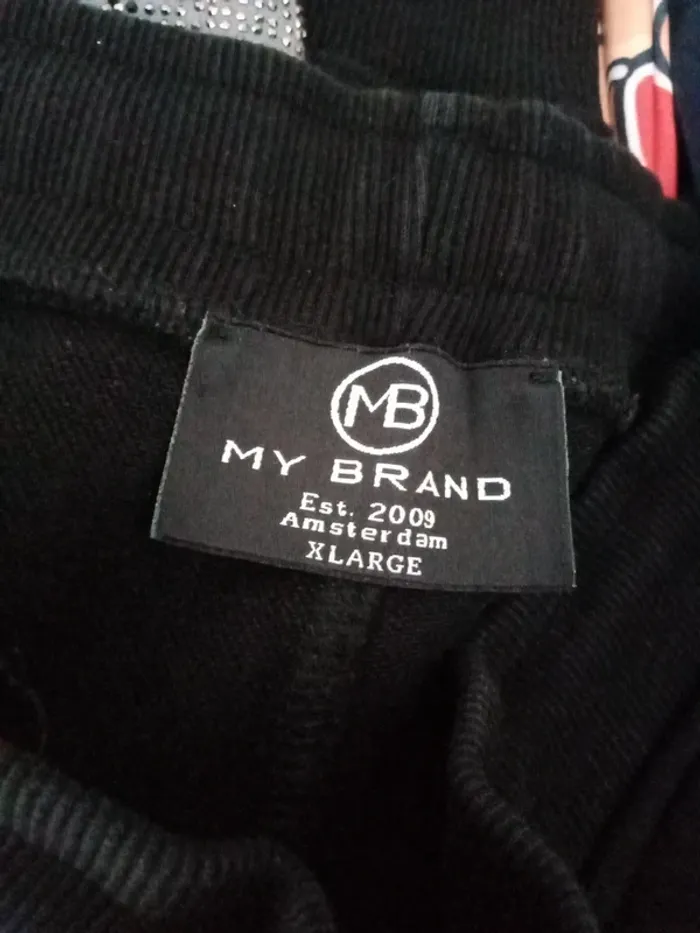 MB
MY BRAND
Est. 2009
Amsterdam
XLARGE